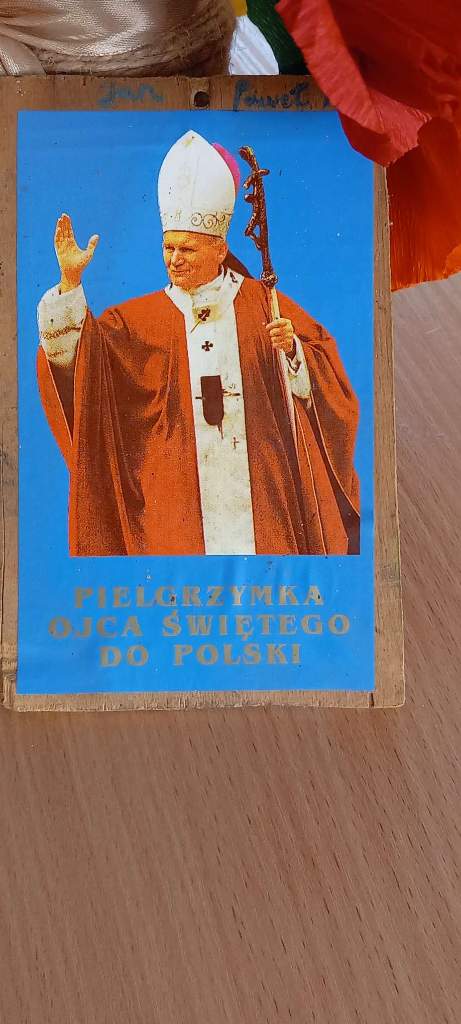 Jan Paweł
PIELGRZYMKA
OJCA ŚWIĘTEGO
DO POLSKI